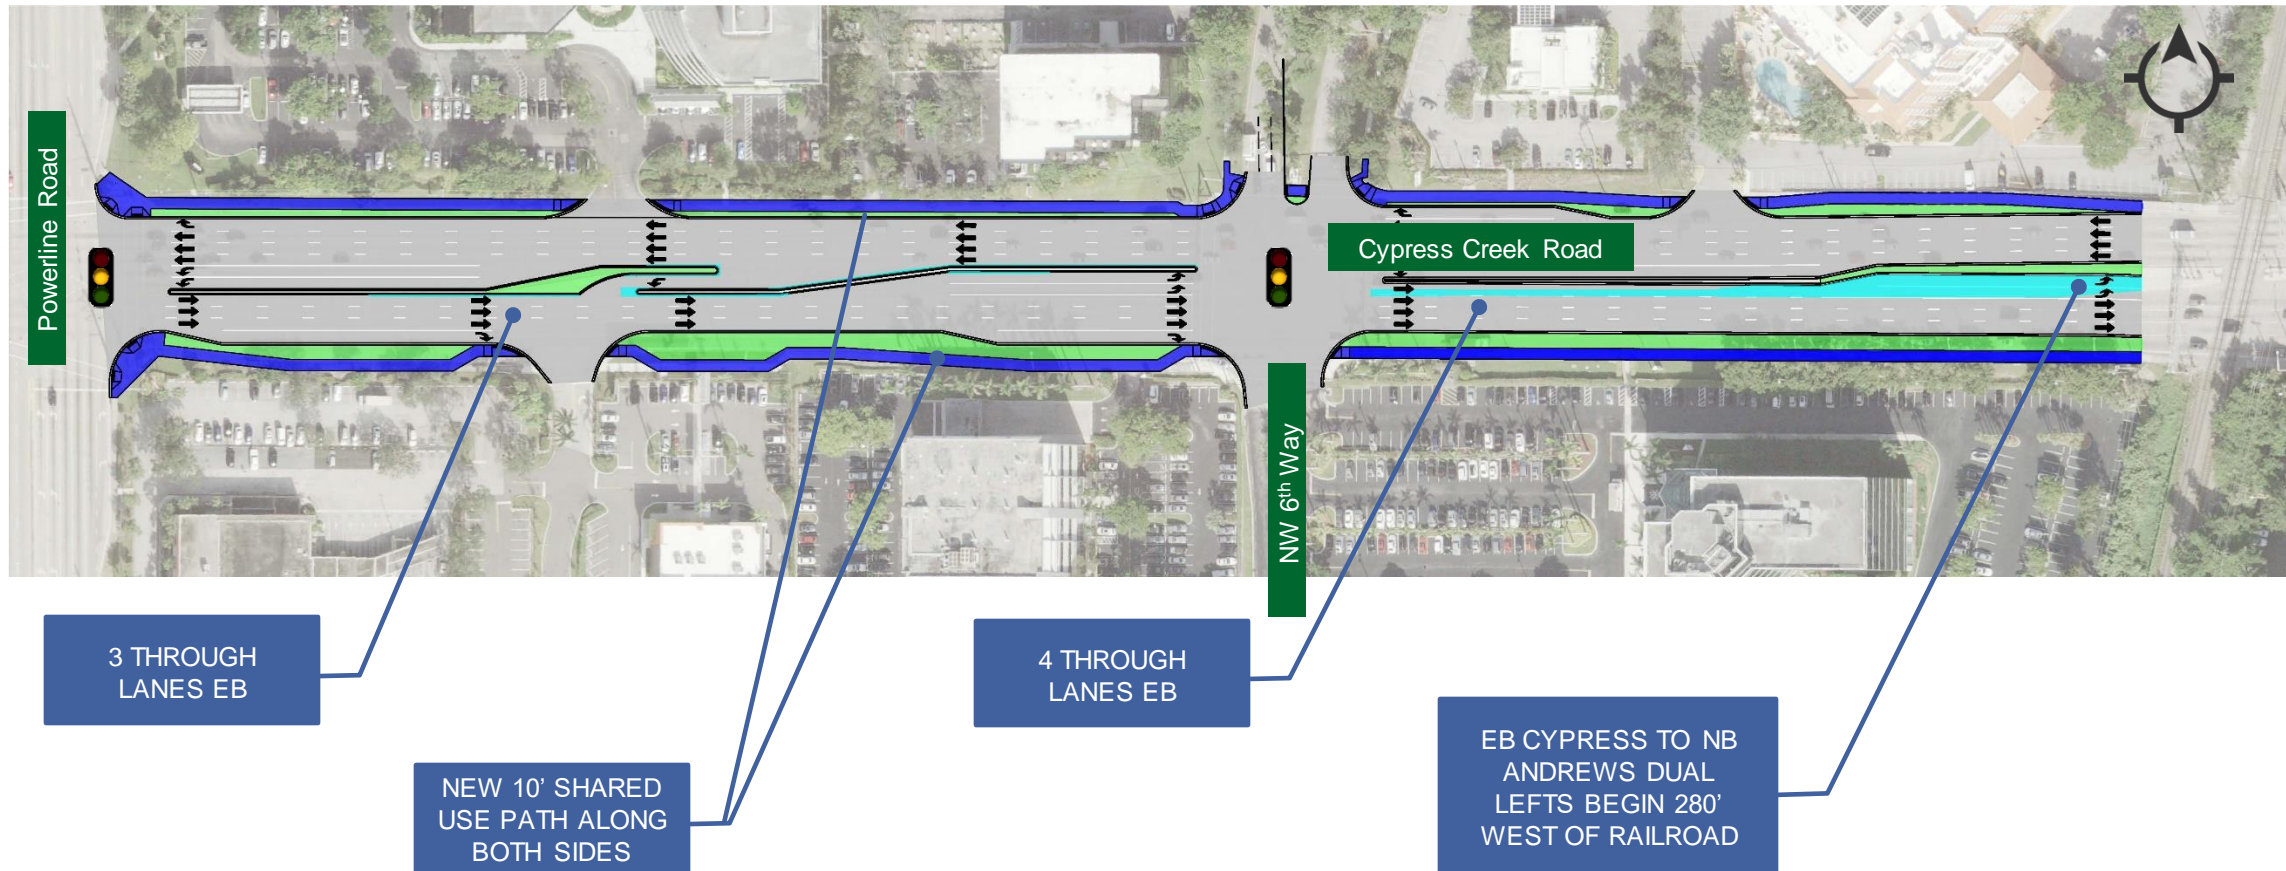 Powerline Road
Cypress Creek Road
NW 6th Way
3 THROUGH
LANES EB
NEW 10’ SHARED
USE PATH ALONG
BOTH SIDES
4 THROUGH
LANES EB
EB CYPRESS TO NB
ANDREWS DUAL
LEFTS BEGIN 280’
WEST OF RAILROAD